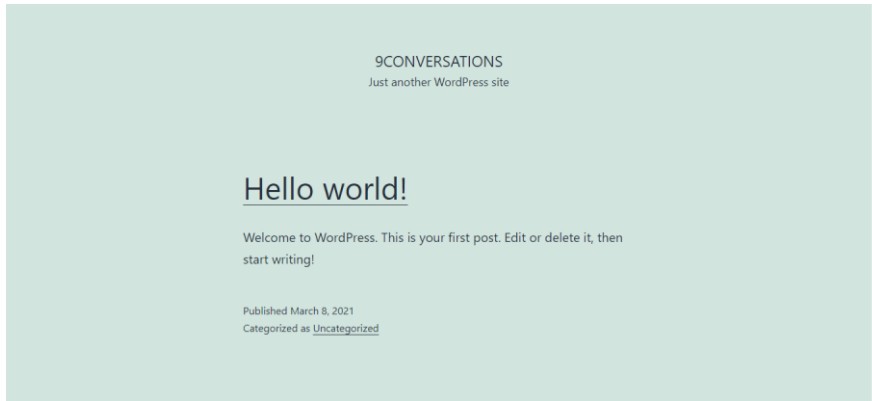 9CONVERSATIONS
Just another WordPress site
Hello world!
Welcome to WordPress. This is your first post. Edit or delete it, then
start writing!
Published March 8, 2021
Categorized as Uncategorized